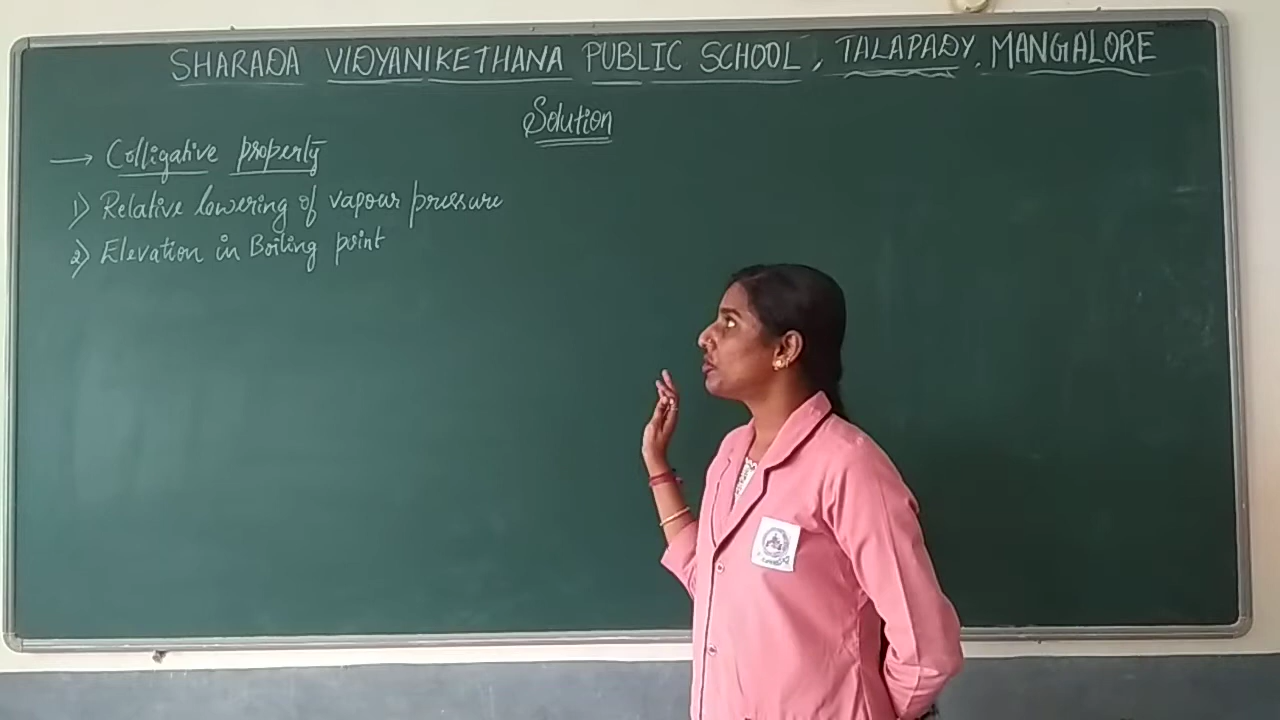 SHARADA VIDYANIKETHANA PUBLIC SCHOOL, TALAPADY, MANGALORE
Solution
→ Colligative property
1) Relative lowering of vapour pressure
2) Elevation in Boiling point